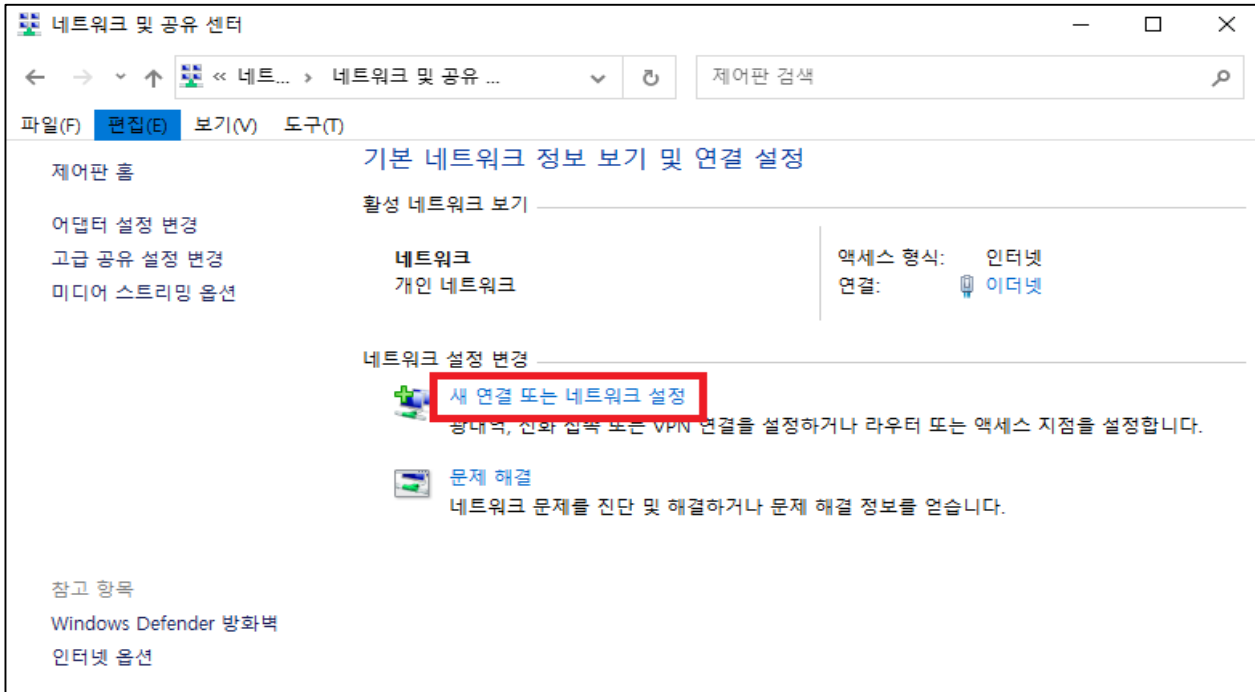 네트워크 및 공유 센터
« 네트... › 네트워크 및 공유 ...
제어판 검색
파일(F) 편집(E) 보기(V) 도구(T)
제어판 홈
어댑터 설정 변경
고급 공유 설정 변경
미디어 스트리밍 옵션
기본 네트워크 정보 보기 및 연결 설정
활성 네트워크 보기
네트워크
개인 네트워크
액세스 형식: 인터넷
연결: 이더넷
네트워크 설정 변경
새 연결 또는 네트워크 설정
광대역, 전화 접속 또는 VPN 연결을 설정하거나 라우터 또는 액세스 지점을 설정합니다.
문제 해결
네트워크 문제를 진단 및 해결하거나 문제 해결 정보를 얻습니다.
참고 항목
Windows Defender 방화벽
인터넷 옵션